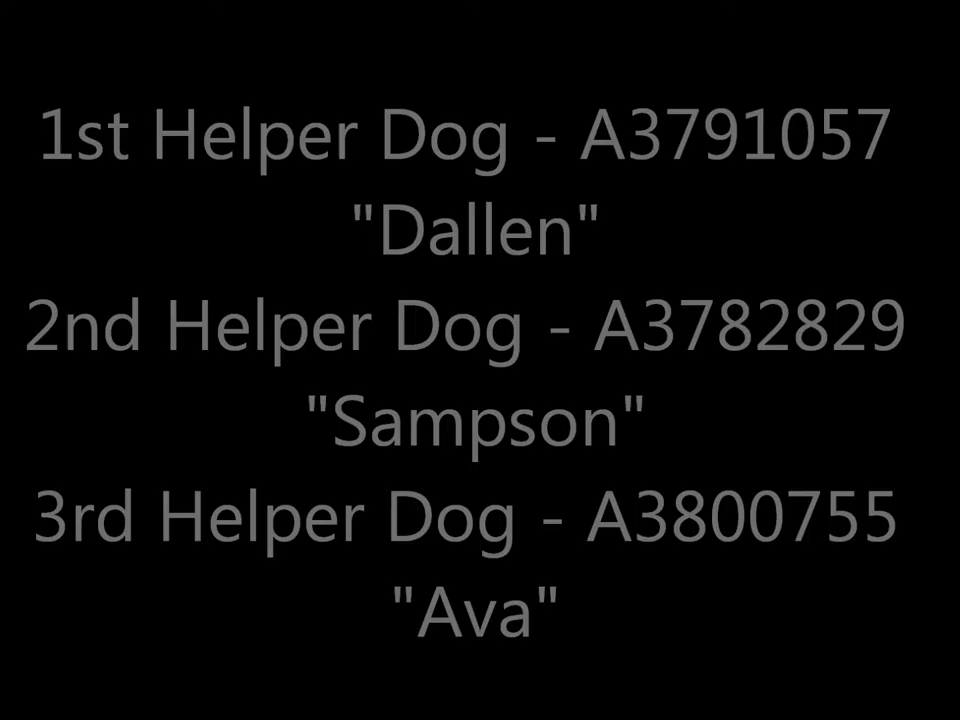 1st Helper Dog - A3791057
"Dallen"
2nd Helper Dog - A3782829
"Sampson"
3rd Helper Dog - A3800755
"Ava"